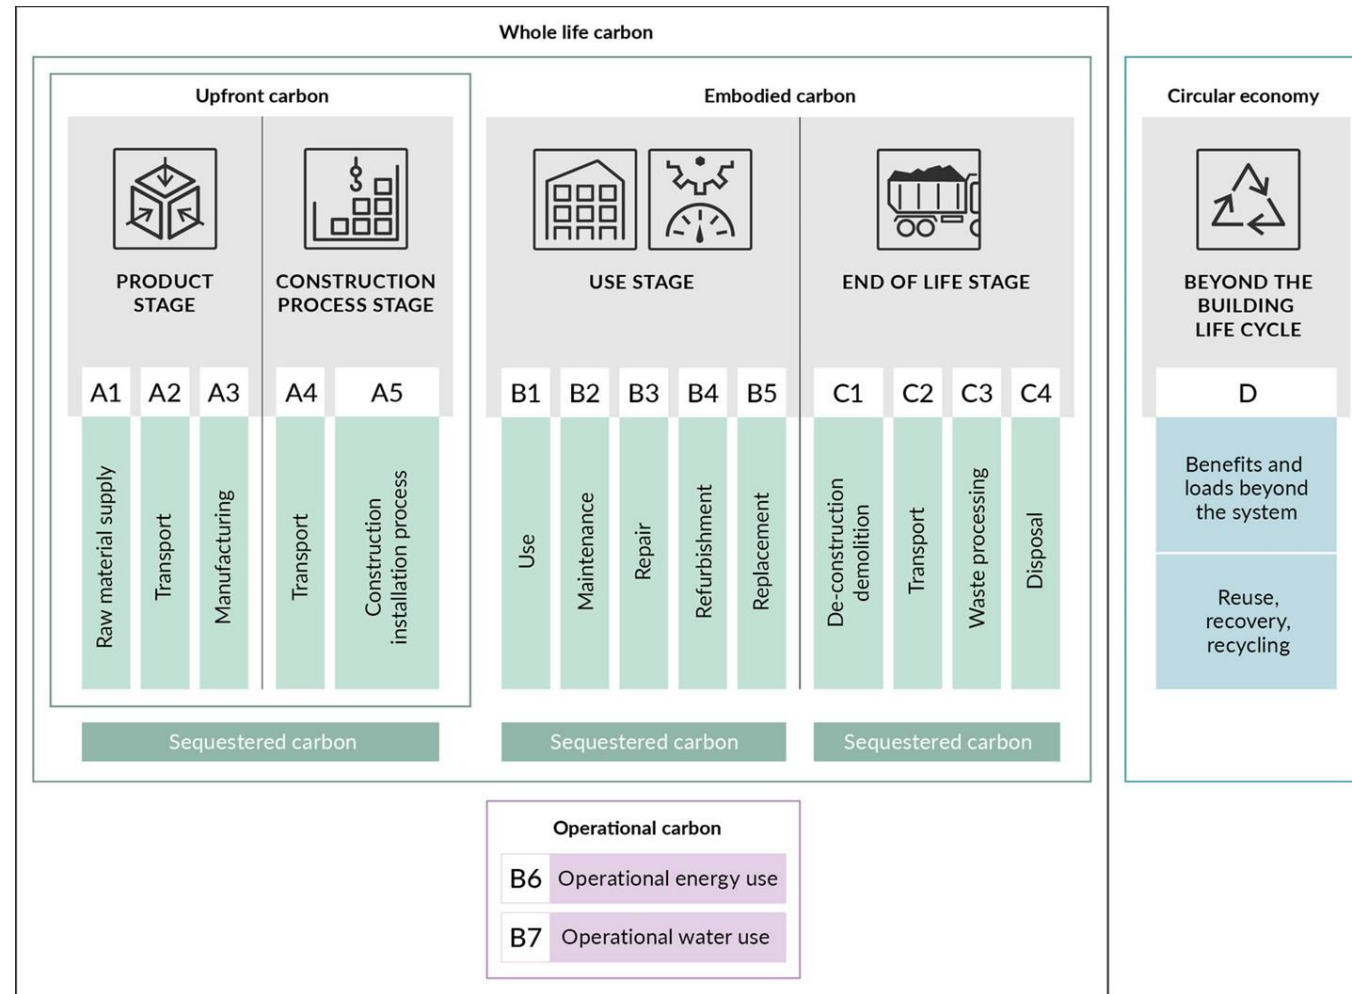 Whole life carbon
Upfront carbon
Embodied carbon
Circular economy
PRODUCT
STAGE
CONSTRUCTION
PROCESS STAGE
USE STAGE
END OF LIFE STAGE
BEYOND THE
BUILDING
LIFE CYCLE
A1
A2
A3
A4
A5
B1
B2
B3
B4
B5
C1
C2
C3
C4
D
Raw material supply
Transport
Manufacturing
Transport
Construction
installation process
Use
Maintenance
Repair
Refurbishment
Replacement
De-construction
demolition
Transport
Waste processing
Disposal
Benefits and
loads beyond
the system
Reuse,
recovery,
recycling
Sequestered carbon
Sequestered carbon
Sequestered carbon
Operational carbon
B6 Operational energy use
B7 Operational water use